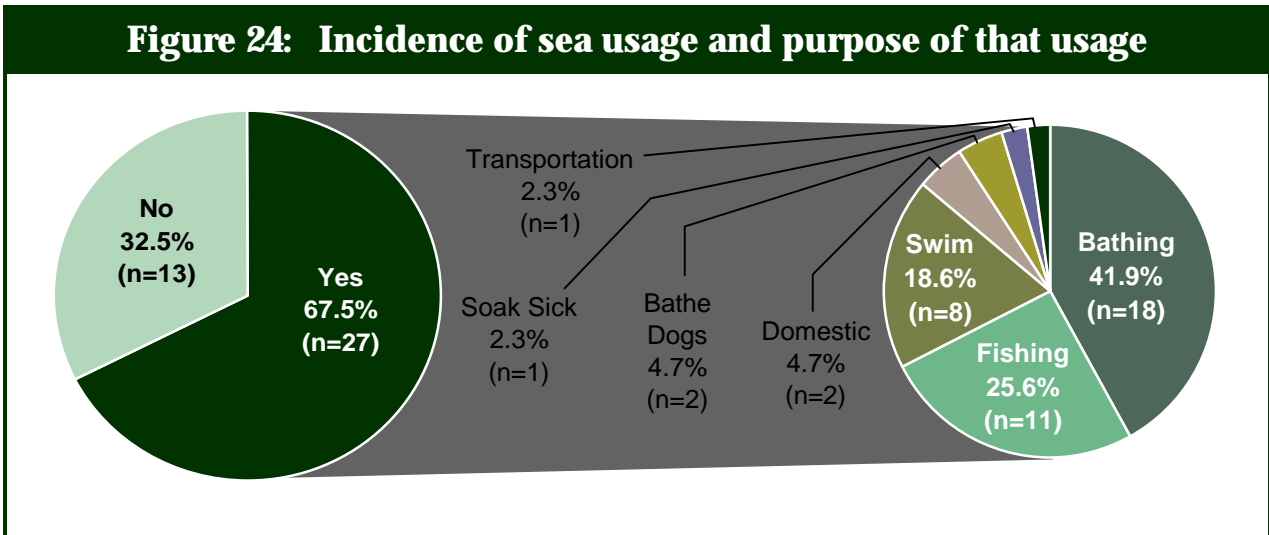 Figure 24: Incidence of sea usage and purpose of that usage
No
32.5%
(n=13)
Yes
67.5%
(n=27)
Transportation
2.3%
(n=1)
Soak Sick
2.3%
(n=1)
Bathe
Dogs
4.7%
(n=2)
Domestic
4.7%
(n=2)
Swim
18.6%
(n=8)
Fishing
25.6%
(n=11)
Bathing
41.9%
(n=18)